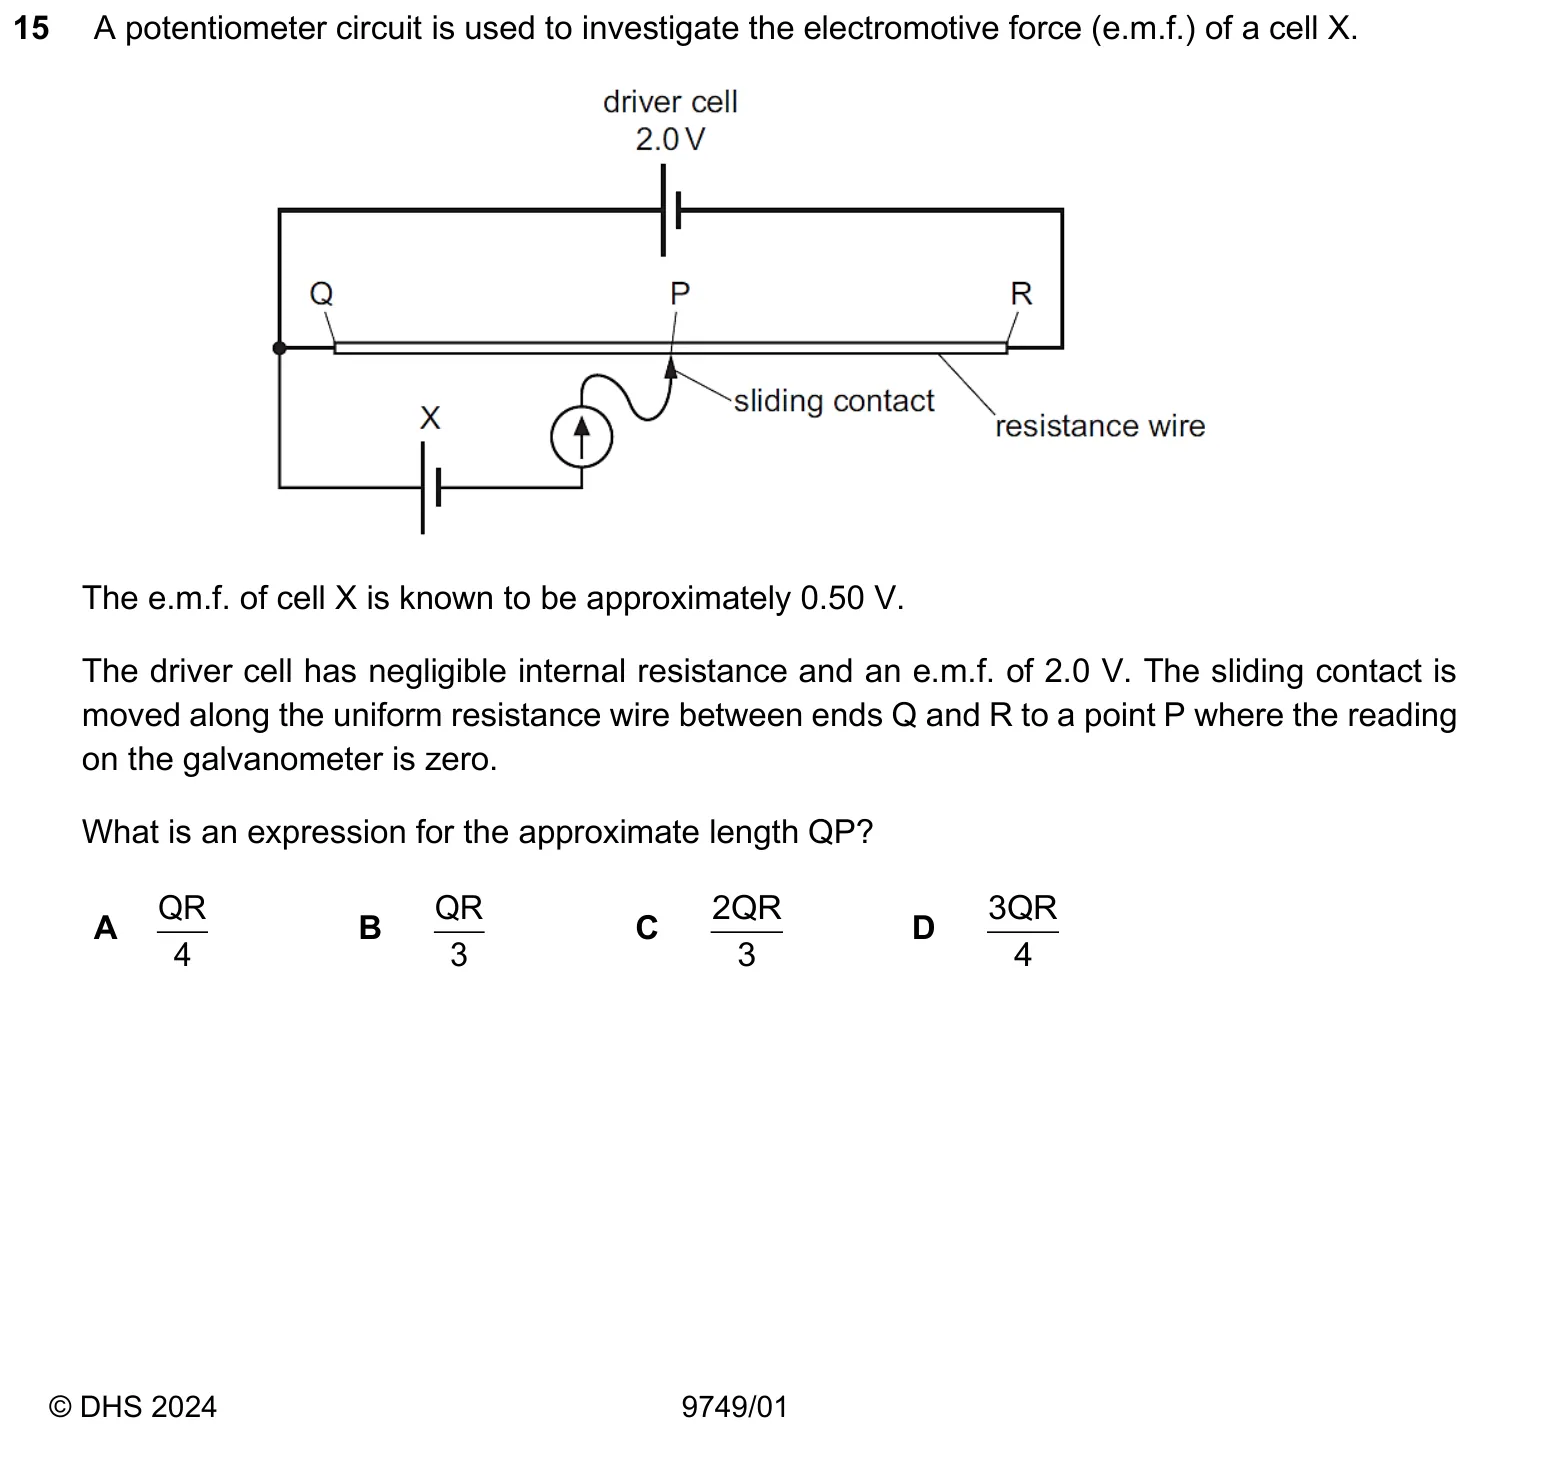 15 A potentiometer circuit is used to investigate the electromotive force (e.m.f.) of a cell X.
driver cell
2.0 V
Q P R
sliding contact
resistance wire
X
The e.m.f. of cell X is known to be approximately 0.50 V.
The driver cell has negligible internal resistance and an e.m.f. of 2.0 V. The sliding contact is
moved along the uniform resistance wire between ends Q and R to a point P where the reading
on the galvanometer is zero.
What is an expression for the approximate length QP?
A QR/4 B QR/3 C 2QR/3 D 3QR/4
© DHS 2024 9749/01